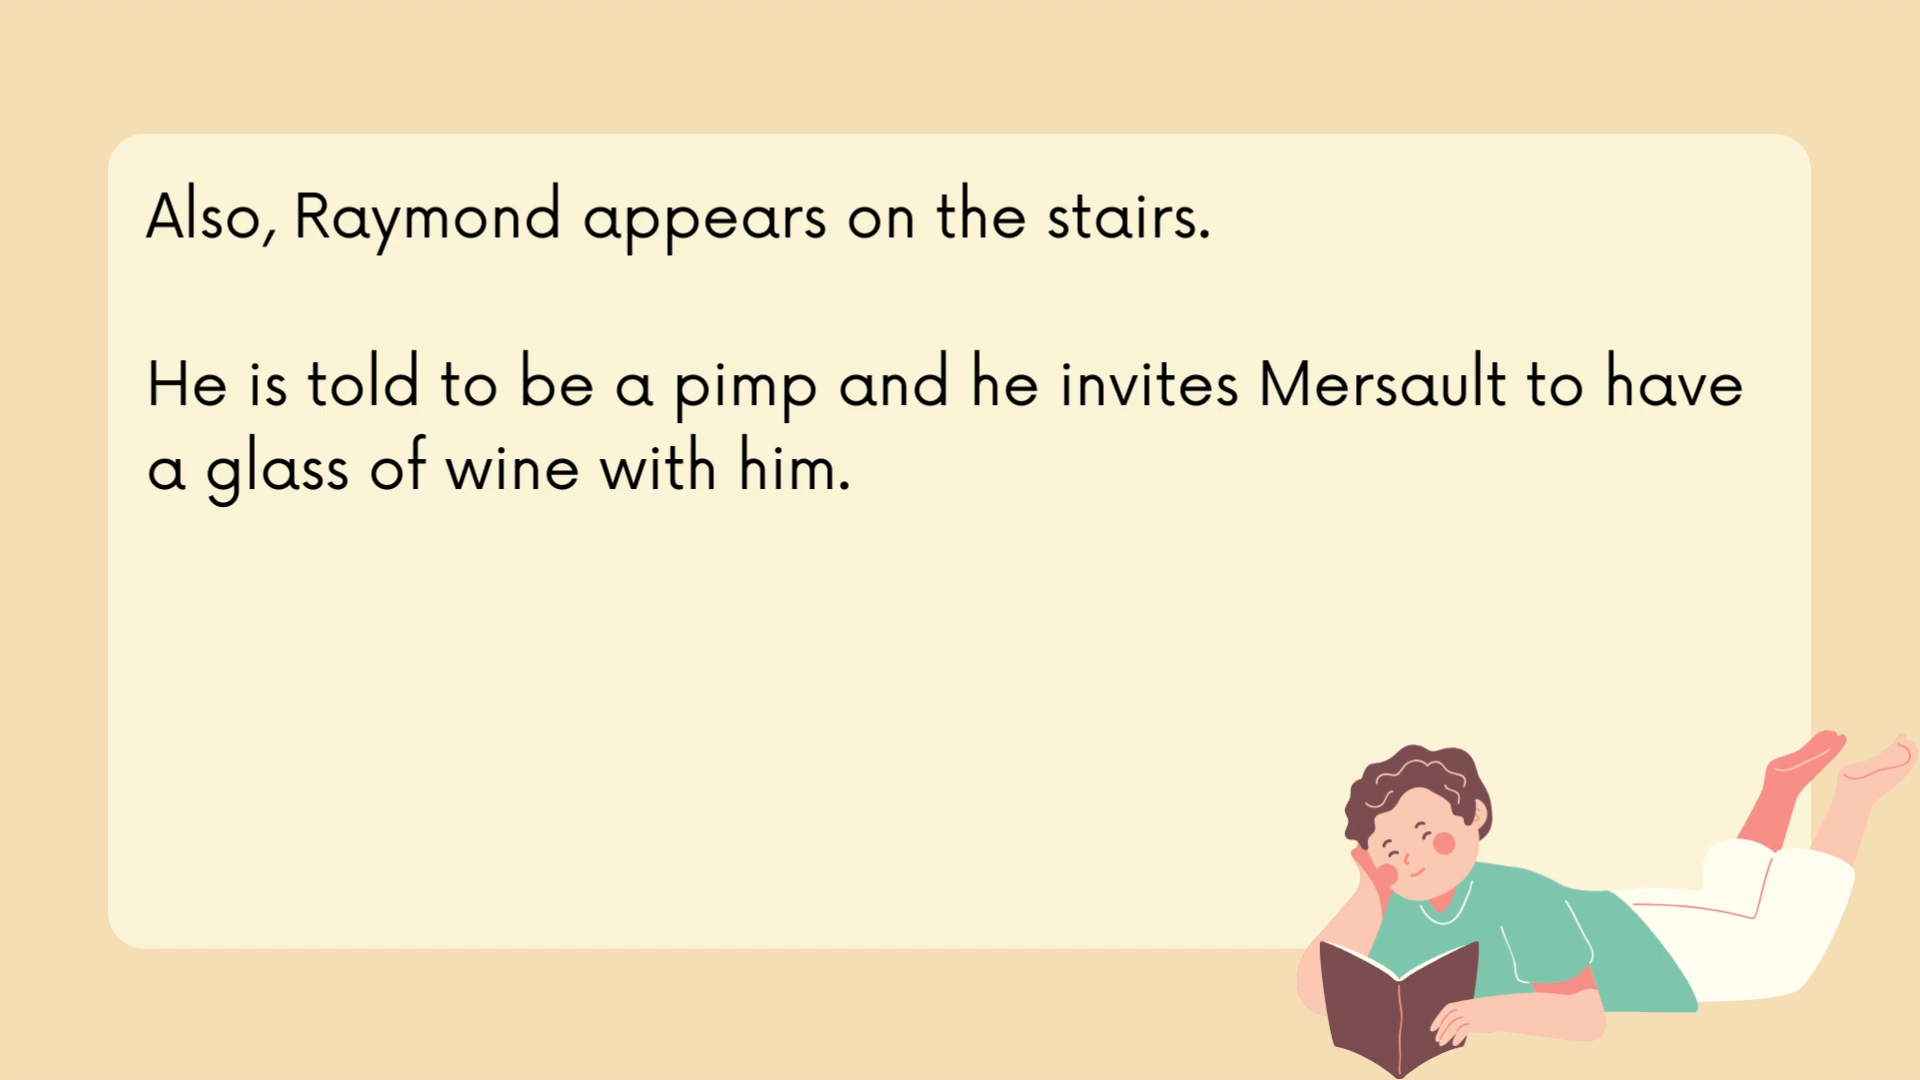 Also, Raymond appears on the stairs.
He is told to be a pimp and he invites Mersault to have
a glass of wine with him.